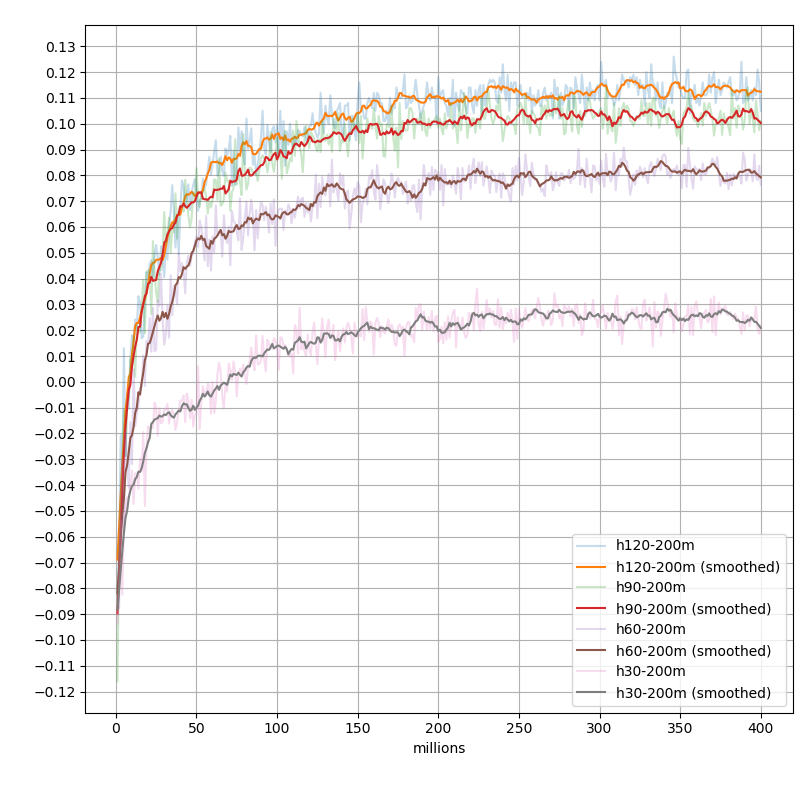 0.13
0.12
0.11
0.10
0.09
0.08
0.07
0.06
0.05
0.04
0.03
0.02
0.01
0.00
−0.01
−0.02
−0.03
−0.04
−0.05
−0.06
−0.07
−0.08
−0.09
−0.10
−0.11
−0.12
h120-200m
h120-200m (smoothed)
h90-200m
h90-200m (smoothed)
h60-200m
h60-200m (smoothed)
h30-200m
h30-200m (smoothed)
0 50 100 150 200 250 300 350 400
millions